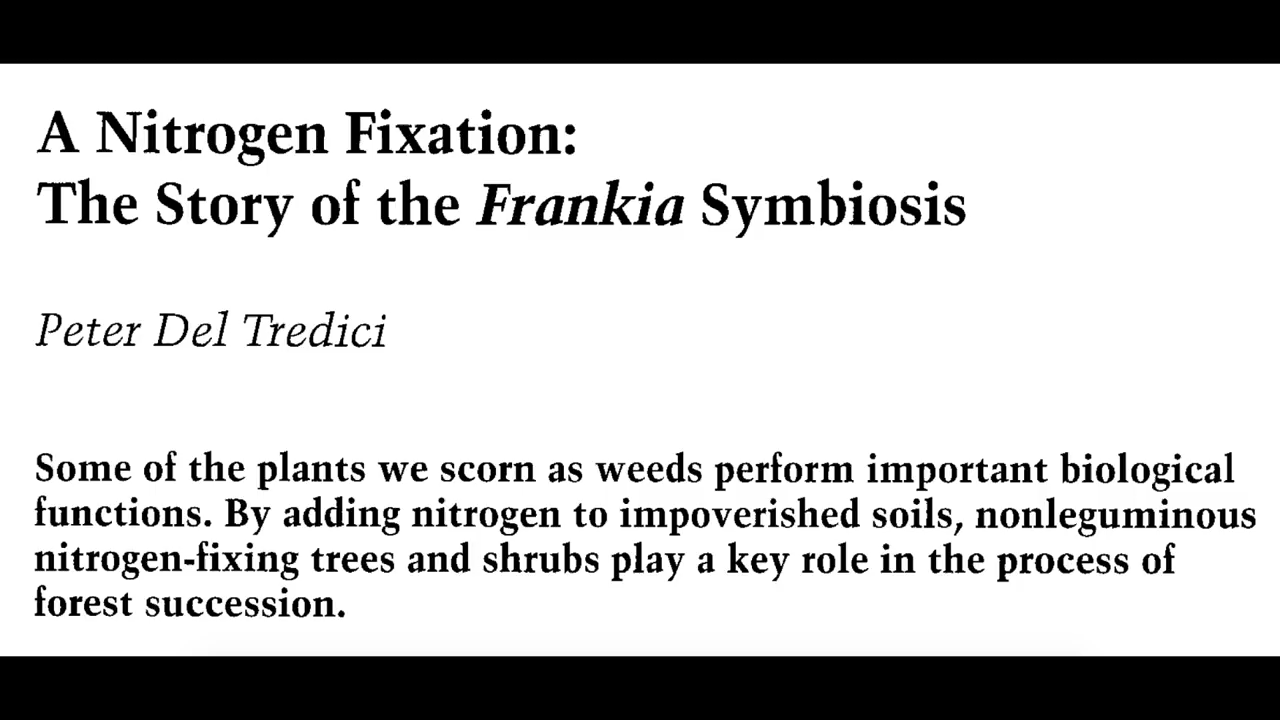 A Nitrogen Fixation:
The Story of the Frankia Symbiosis
Peter Del Tredici
Some of the plants we scorn as weeds perform important biological
functions. By adding nitrogen to impoverished soils, nonleguminous
nitrogen-fixing trees and shrubs play a key role in the process of
forest succession.